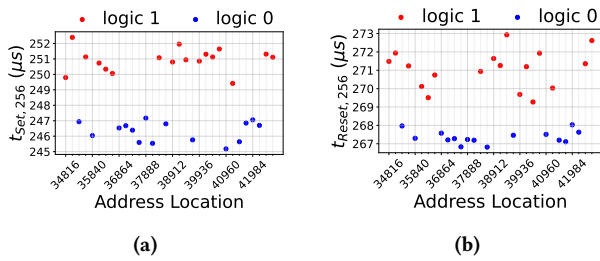 logic 1 logic 0
t_Set, 256 (μs)
252
251
250
249
248
247
246
245
34816 35840 36864 37888 38912 39936 40960 41984
Address Location
(a)
logic 1 logic 0
t_Reset, 256 (μs)
273
272
271
270
269
268
267
34816 35840 36864 37888 38912 39936 40960 41984
Address Location
(b)